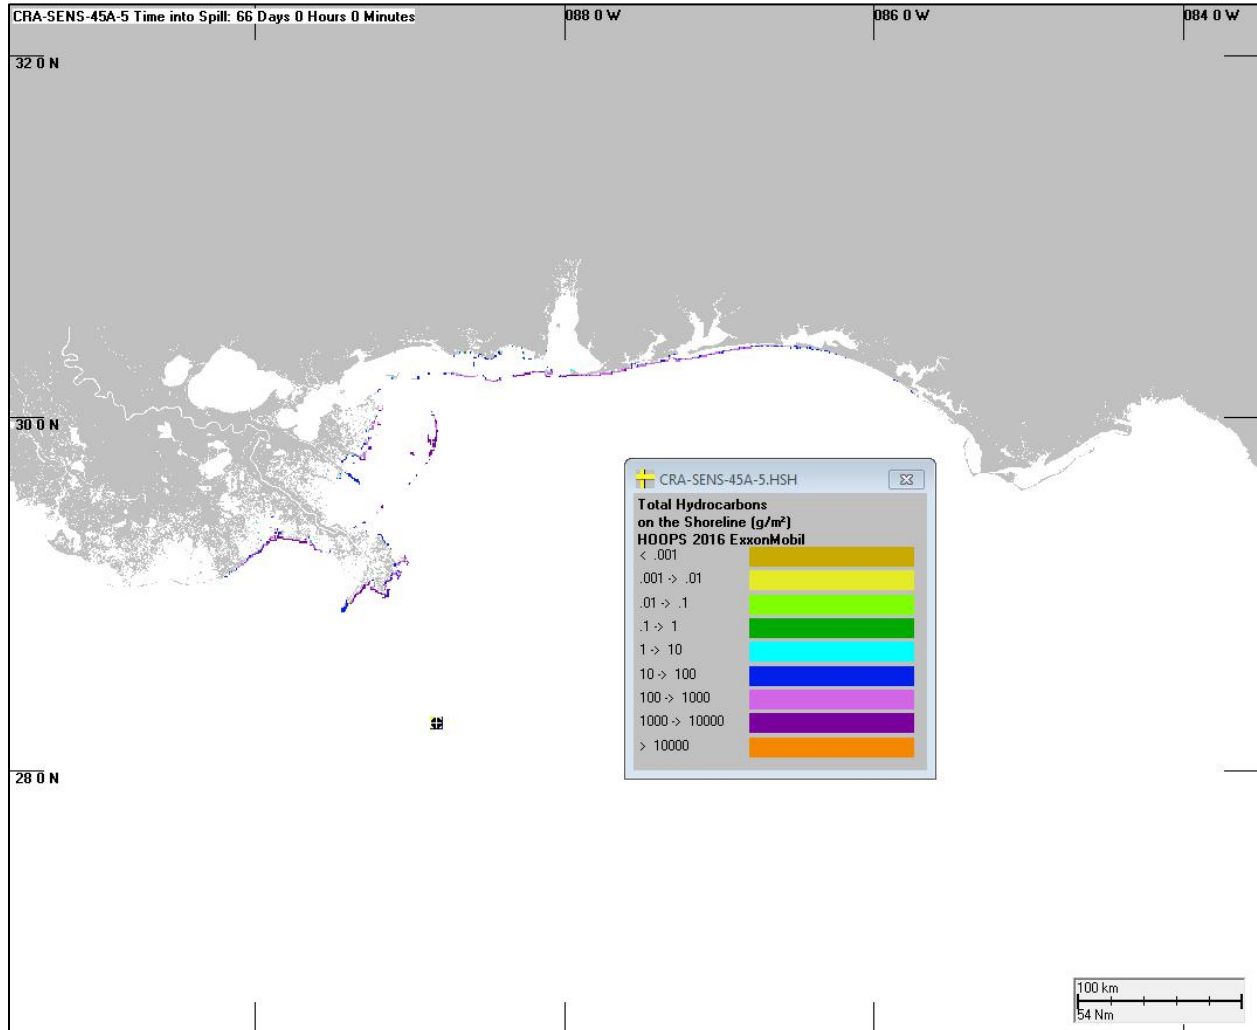 CRA-SENS-45A-5 Time into Spill: 66 Days 0 Hours 0 Minutes
088 0 W
086 0 W
084 0 W
32 0 N
30 0 N
28 0 N
CRA-SENS-45A-5.HSH
Total Hydrocarbons
on the Shoreline (g/m²)
HOOPS 2016 ExxonMobil
< .001
.001 -> .01
.01 -> .1
.1 -> 1
1 -> 10
10 -> 100
100 -> 1000
1000 -> 10000
> 10000
100 km
54 Nm